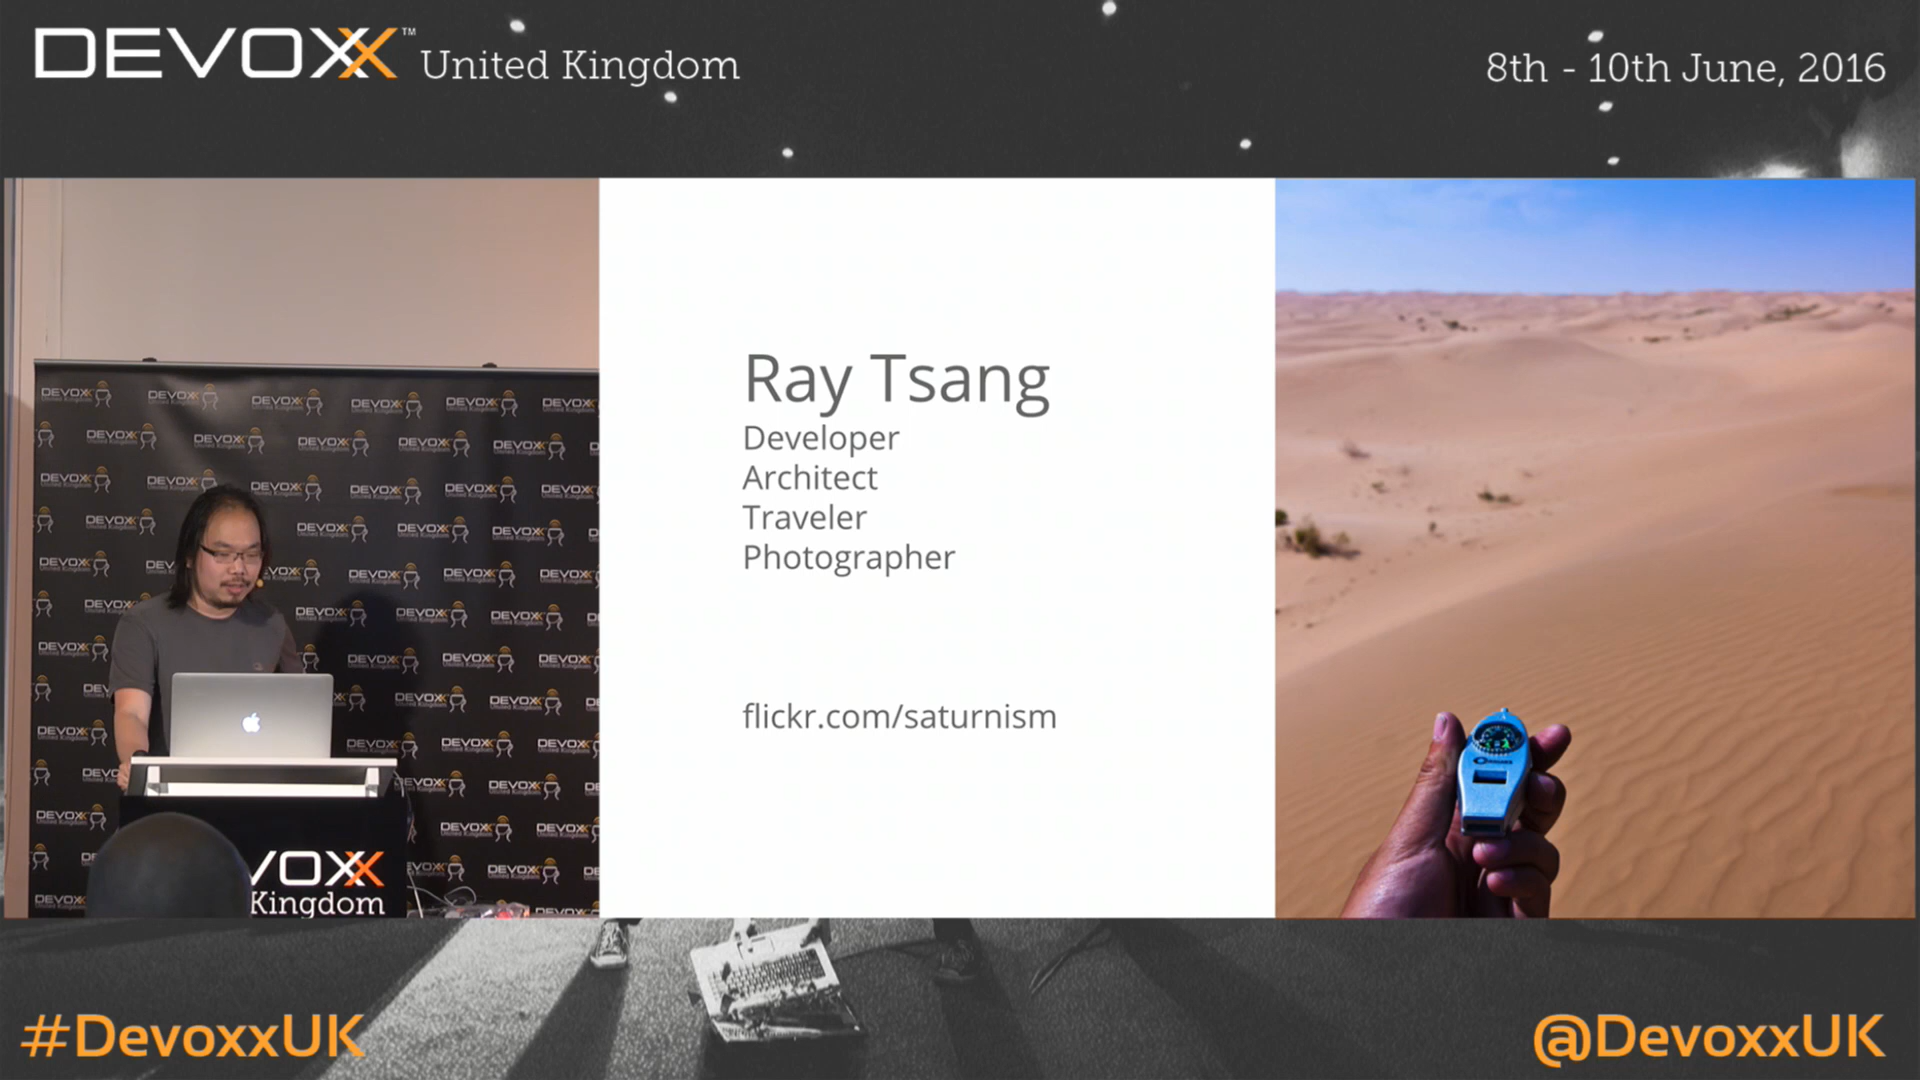 DEVOXX™ United Kingdom
8th - 10th June, 2016
Ray Tsang
Developer
Architect
Traveler
Photographer
flickr.com/saturnism
VOXX
Kingdom
#DevoxxUK
@DevoxxUK